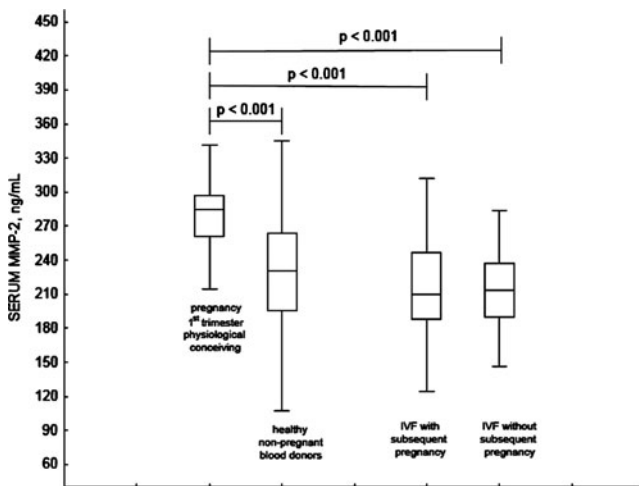 450
420
390
360
330
300
270
240
210
180
150
120
90
60
SERUM MMP-2, ng/mL
p < 0.001
p < 0.001
p < 0.001
pregnancy
1st trimester
physiological
conceiving
healthy
non-pregnant
blood donors
IVF with
subsequent
pregnancy
IVF without
subsequent
pregnancy